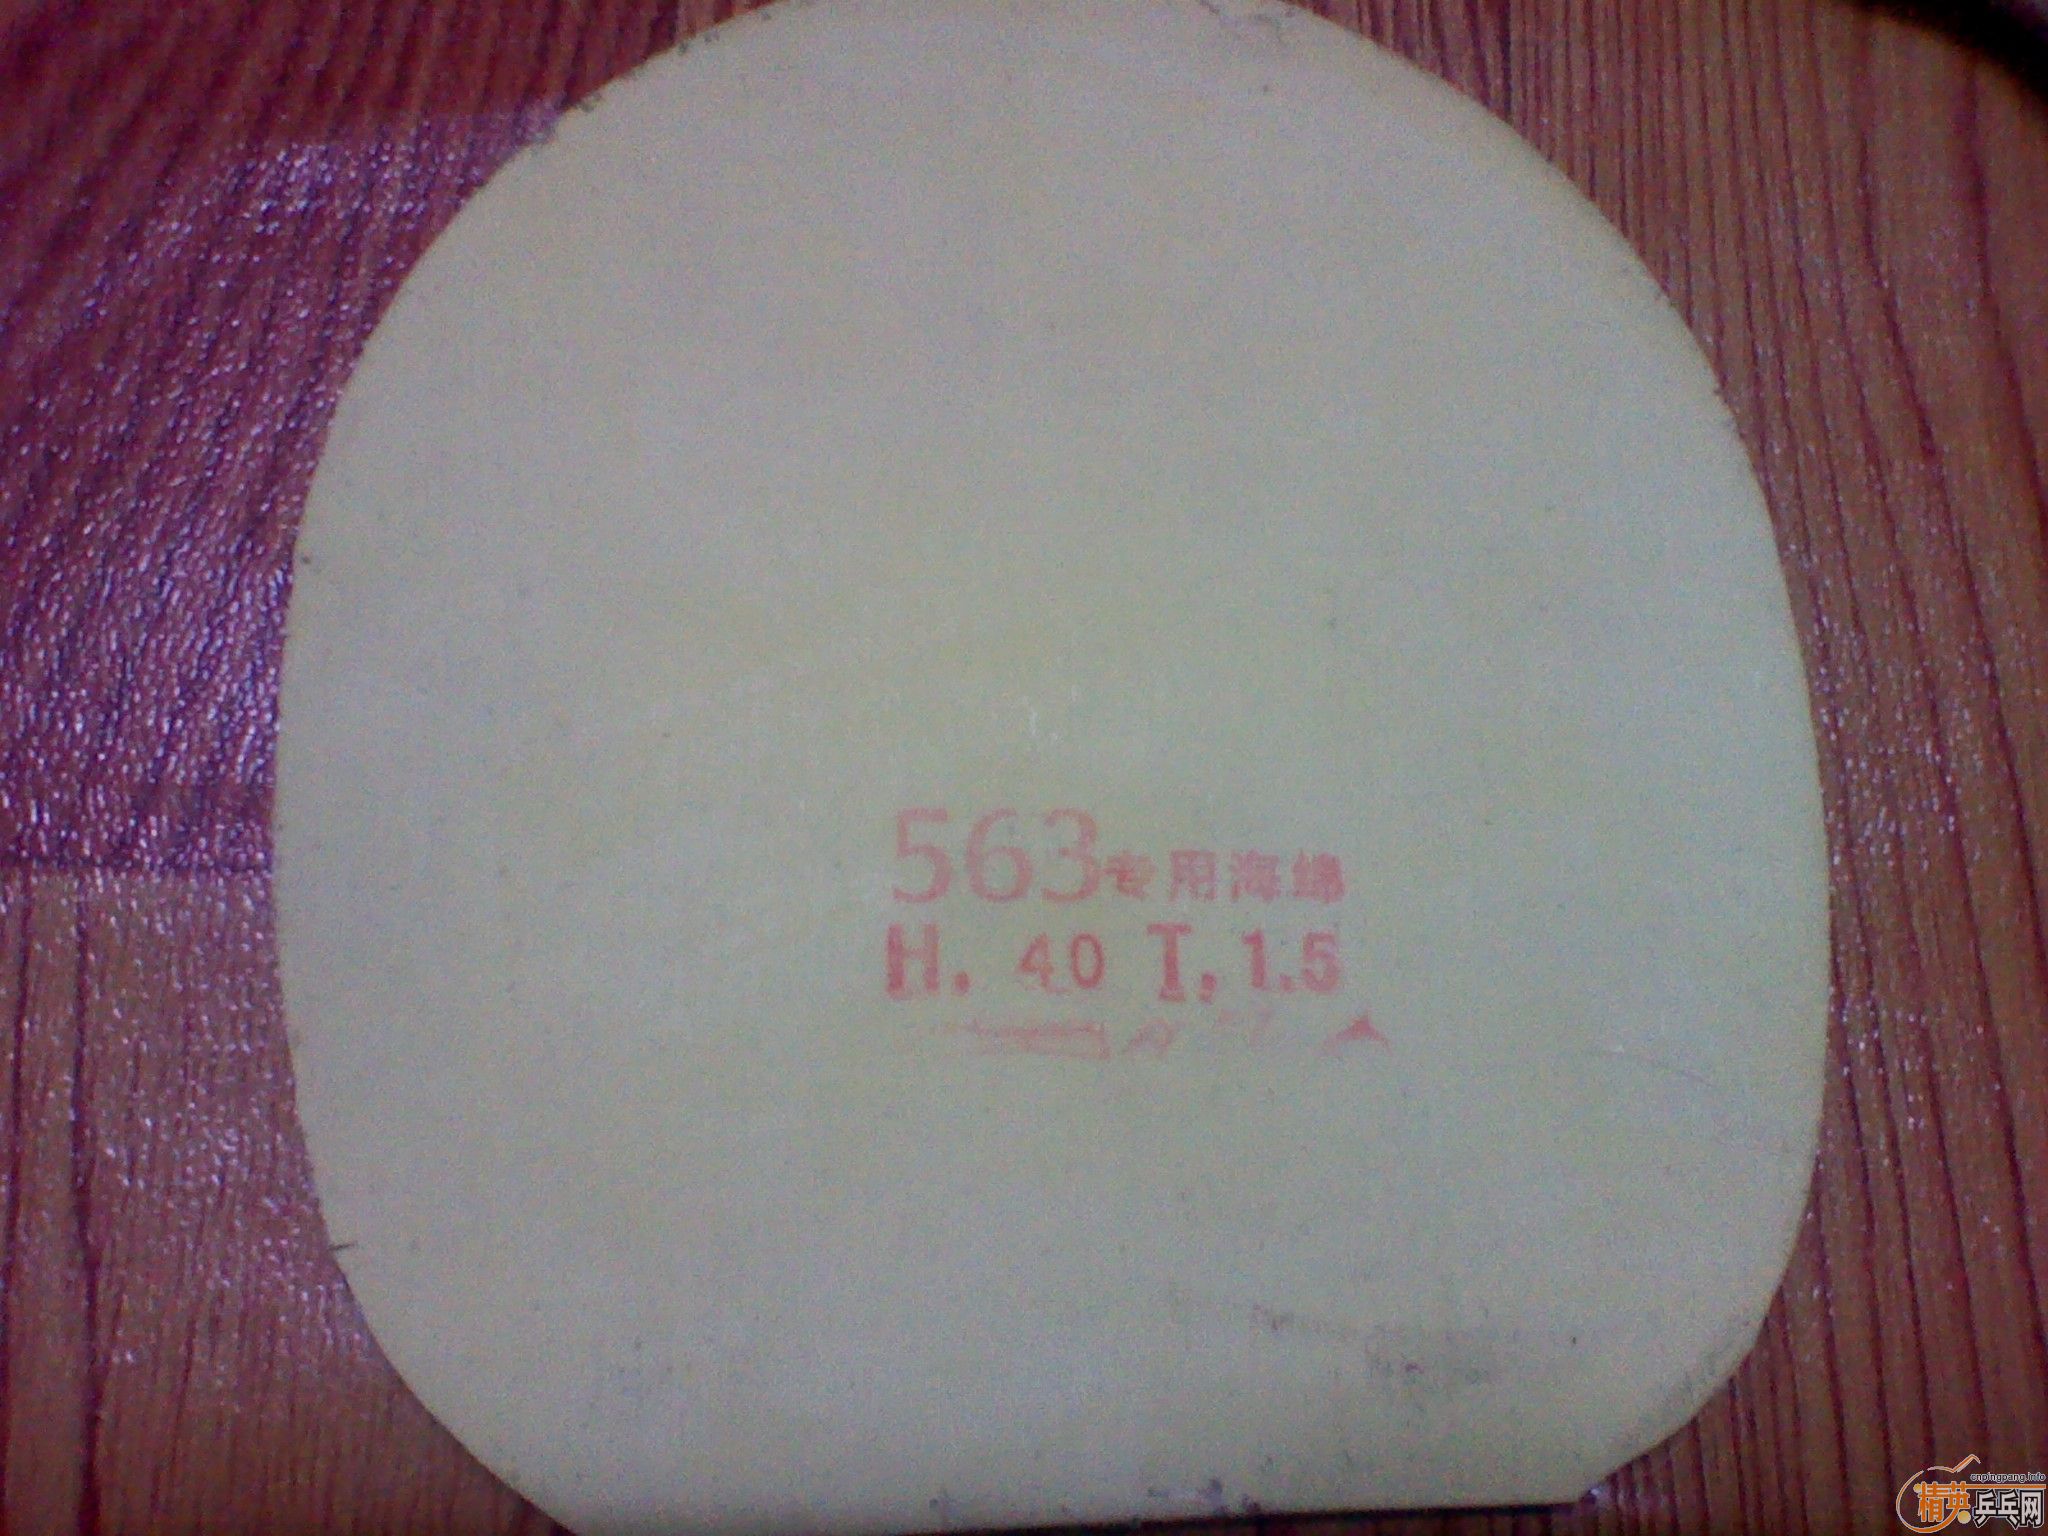 563专用海绵
H. 40 T. 1.5
cnpingpang.info
精英乒乓网